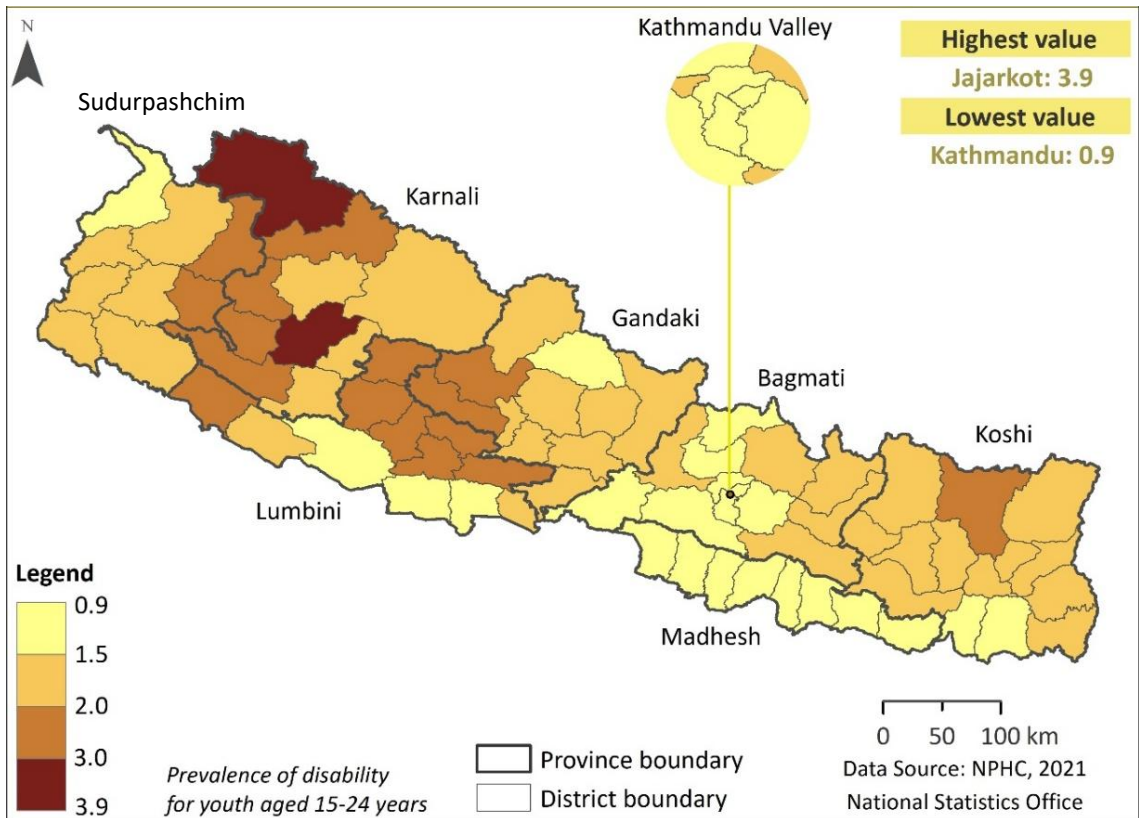 N
Kathmandu Valley
Highest value
Jajarkot: 3.9
Lowest value
Kathmandu: 0.9
Sudurpashchim
Karnali
Gandaki
Bagmati
Koshi
Lumbini
Madhesh
Legend
0.9
1.5
2.0
3.0
3.9
Prevalence of disability
for youth aged 15-24 years
Province boundary
District boundary
0 50 100 km
Data Source: NPHC, 2021
National Statistics Office